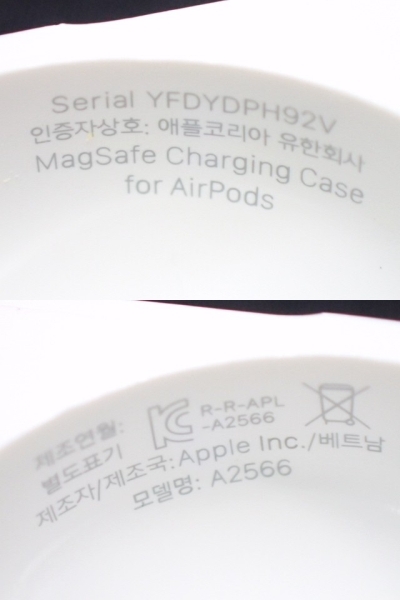 Serial YFDYDPH92V
인증자상호: 애플코리아 유한회사
MagSafe Charging Case
for AirPods
제조연월:
별도표기
R-R-APL
-A2566
제조자/제조국:Apple Inc./베트남
모델명: A2566